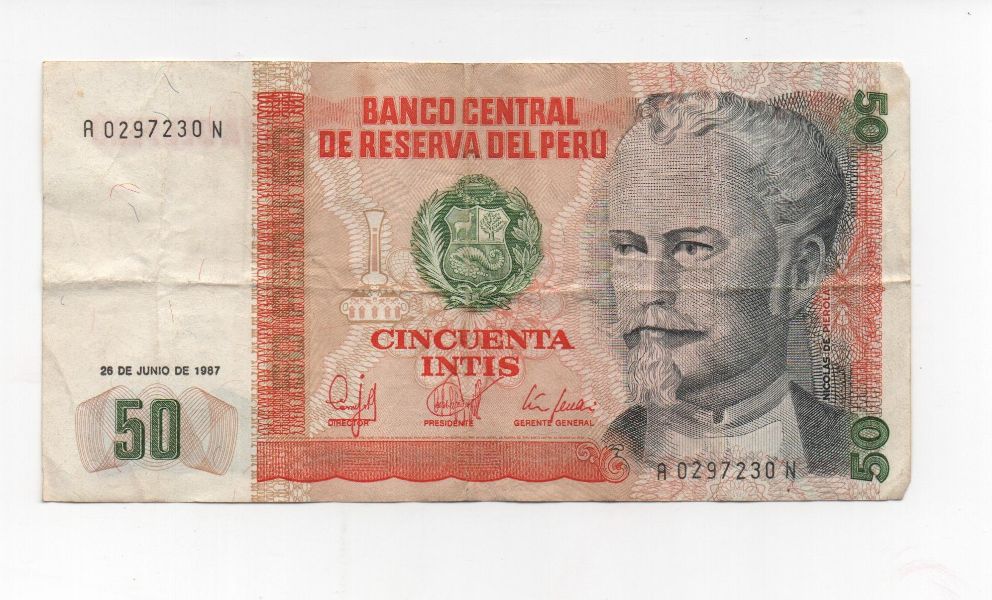 A 0297230 N
BANCO CENTRAL
DE RESERVA DEL PERÚ
50
CINCUENTA
INTIS
26 DE JUNIO DE 1987
50
DIRECTOR
PRESIDENTE
GERENTE GENERAL
NICOLAS DE PIEROLA
A 0297230 N
50